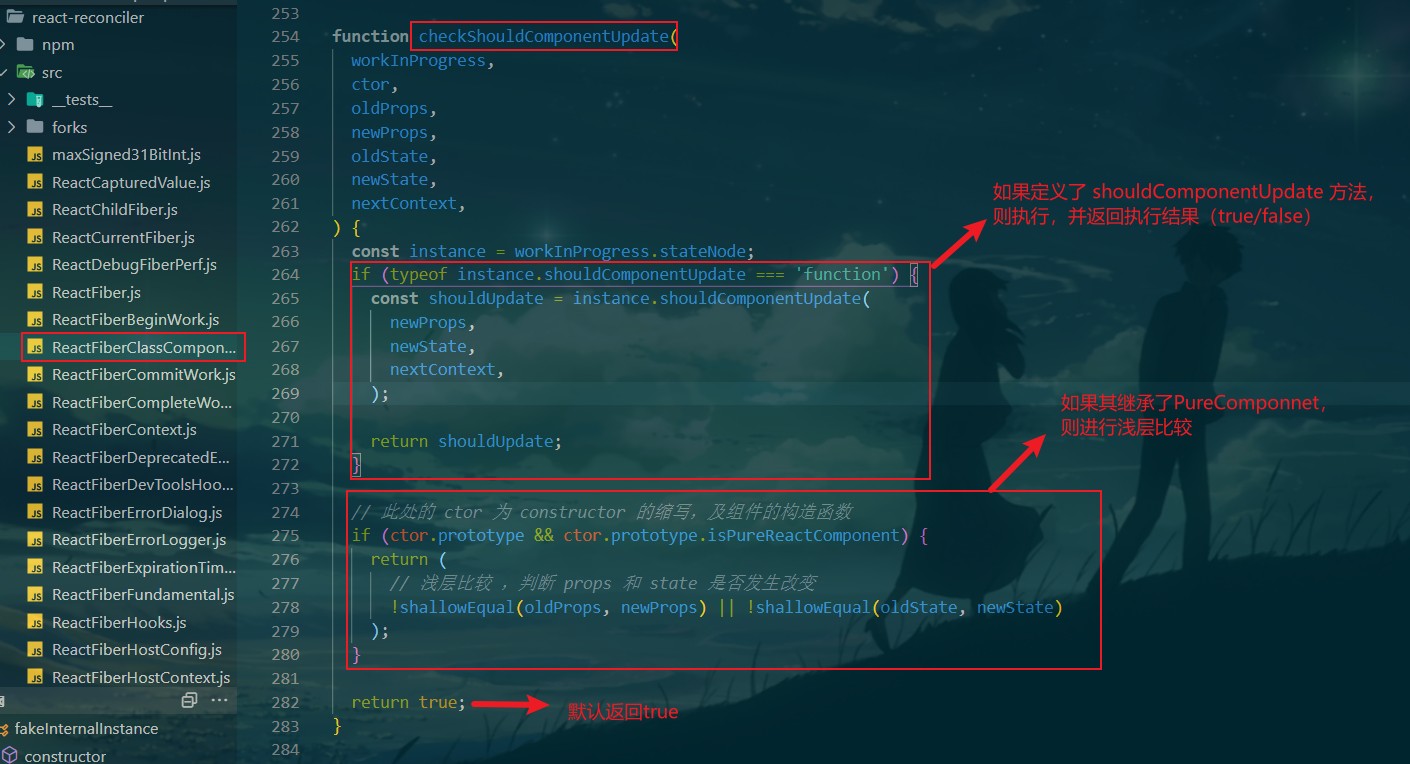 react-reconciler
npm
src
__tests__
forks
maxSigned31BitInt.js
ReactCapturedValue.js
ReactChildFiber.js
ReactCurrentFiber.js
ReactDebugFiberPerf.js
ReactFiber.js
ReactFiberBeginWork.js
ReactFiberClassCompon...
ReactFiberCommitWork.js
ReactFiberCompleteWo...
ReactFiberContext.js
ReactFiberDeprecatedE...
ReactFiberDevToolsHoo...
ReactFiberErrorDialog.js
ReactFiberErrorLogger.js
ReactFiberExpirationTim...
ReactFiberFundamental.js
ReactFiberHooks.js
ReactFiberHostConfig.js
ReactFiberHostContext.js
fakeInternalInstance
constructor
253
254 function checkShouldComponentUpdate(
255 workInProgress,
256 ctor,
257 oldProps,
258 newProps,
259 oldState,
260 newState,
261 nextContext,
262 ) {
263 const instance = workInProgress.stateNode;
264 if (typeof instance.shouldComponentUpdate === 'function') {
265 const shouldUpdate = instance.shouldComponentUpdate(
266 newProps,
267 newState,
268 nextContext,
269 );
270
271 return shouldUpdate;
272 }
273
274 // 此处的 ctor 为 constructor 的缩写，及组件的构造函数
275 if (ctor.prototype && ctor.prototype.isPureReactComponent) {
276 return (
277 // 浅层比较 ，判断 props 和 state 是否发生改变
278 !shallowEqual(oldProps, newProps) || !shallowEqual(oldState, newState)
279 );
280 }
281
282 return true;
283 }
284
如果定义了 shouldComponentUpdate 方法，
则执行，并返回执行结果（true/false）
如果其继承了PureComponnet，
则进行浅层比较
默认返回true